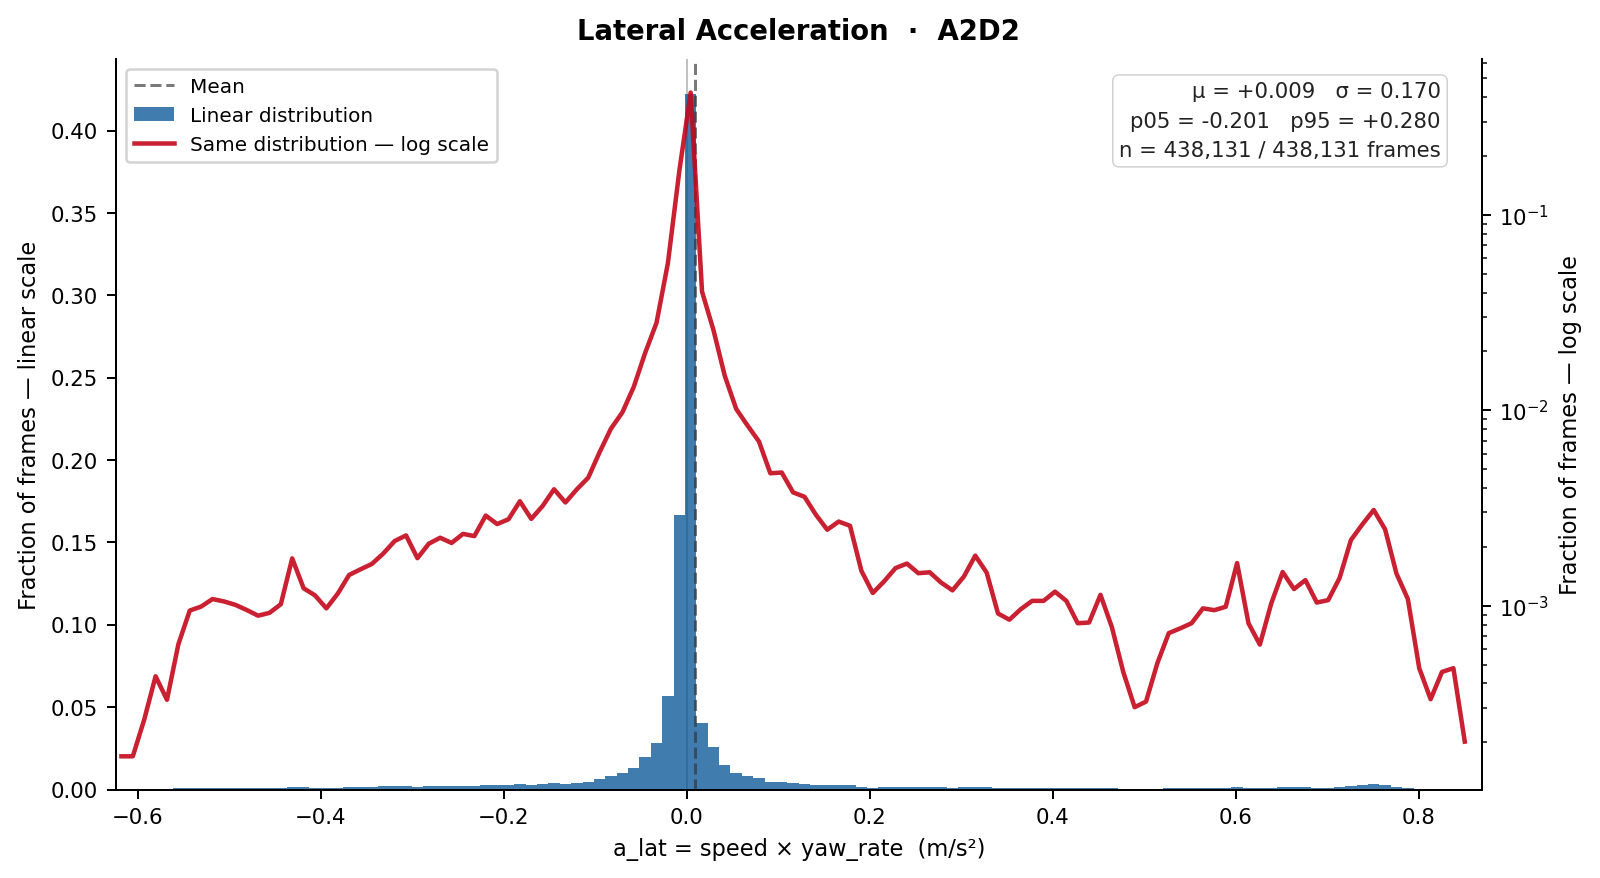 Lateral Acceleration · A2D2
Mean
Linear distribution
Same distribution — log scale
μ = +0.009 σ = 0.170
p05 = -0.201 p95 = +0.280
n = 438,131 / 438,131 frames
Fraction of frames — linear scale
0.40
0.35
0.30
0.25
0.20
0.15
0.10
0.05
0.00
10⁻¹
10⁻²
10⁻³
Fraction of frames — log scale
−0.6 −0.4 −0.2 0.0 0.2 0.4 0.6 0.8
a_lat = speed × yaw_rate (m/s²)